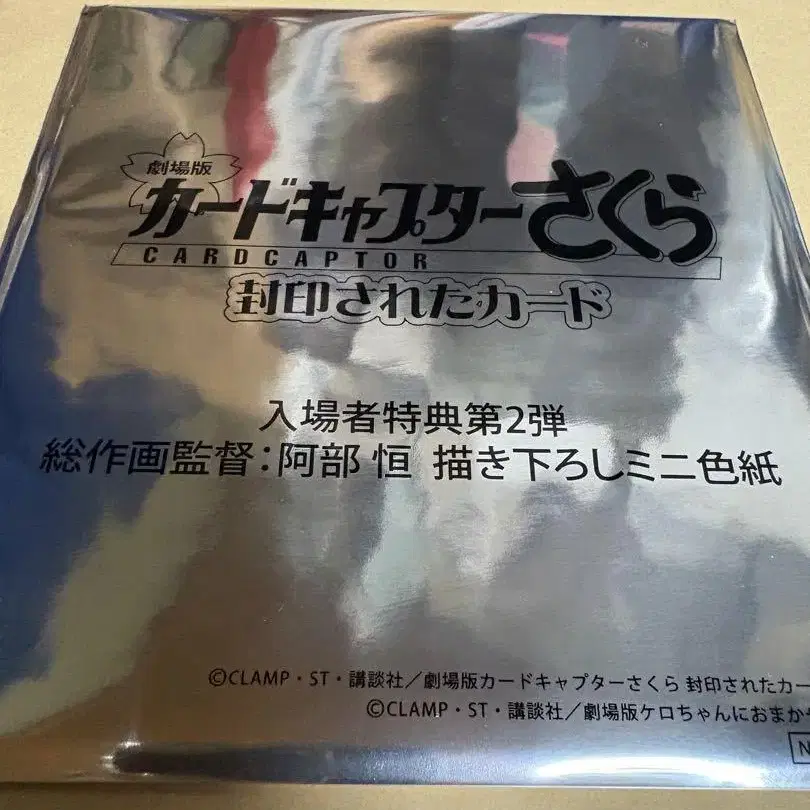 劇場版
カードキャプターさくら
CARDCAPTOR
封印されたカード
入場者特典第2弾
総作画監督：阿部 恒 描き下ろしミニ色紙
©CLAMP・ST・講談社／劇場版カードキャプターさくら 封印されたカー
©CLAMP・ST・講談社／劇場版ケロちゃんにおまか
N